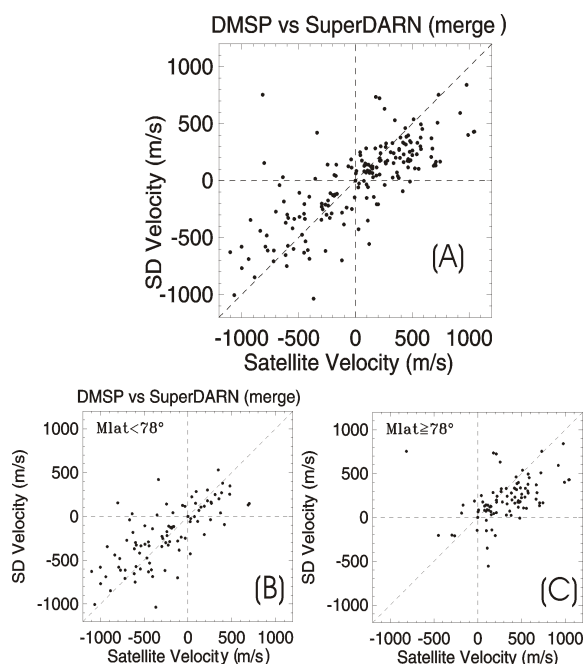 DMSP vs SuperDARN (merge )
1000
500
0
-500
-1000
SD Velocity (m/s)
(A)
-1000 -500 0 500 1000
Satellite Velocity (m/s)
DMSP vs SuperDARN (merge)
1000
500
0
-500
-1000
SD Velocity (m/s)
Mlat<78°
(B)
-1000 -500 0 500 1000
Satellite Velocity (m/s)
1000
500
0
-500
-1000
SD Velocity (m/s)
Mlat≧78°
(C)
-1000 -500 0 500 1000
Satellite Velocity (m/s)